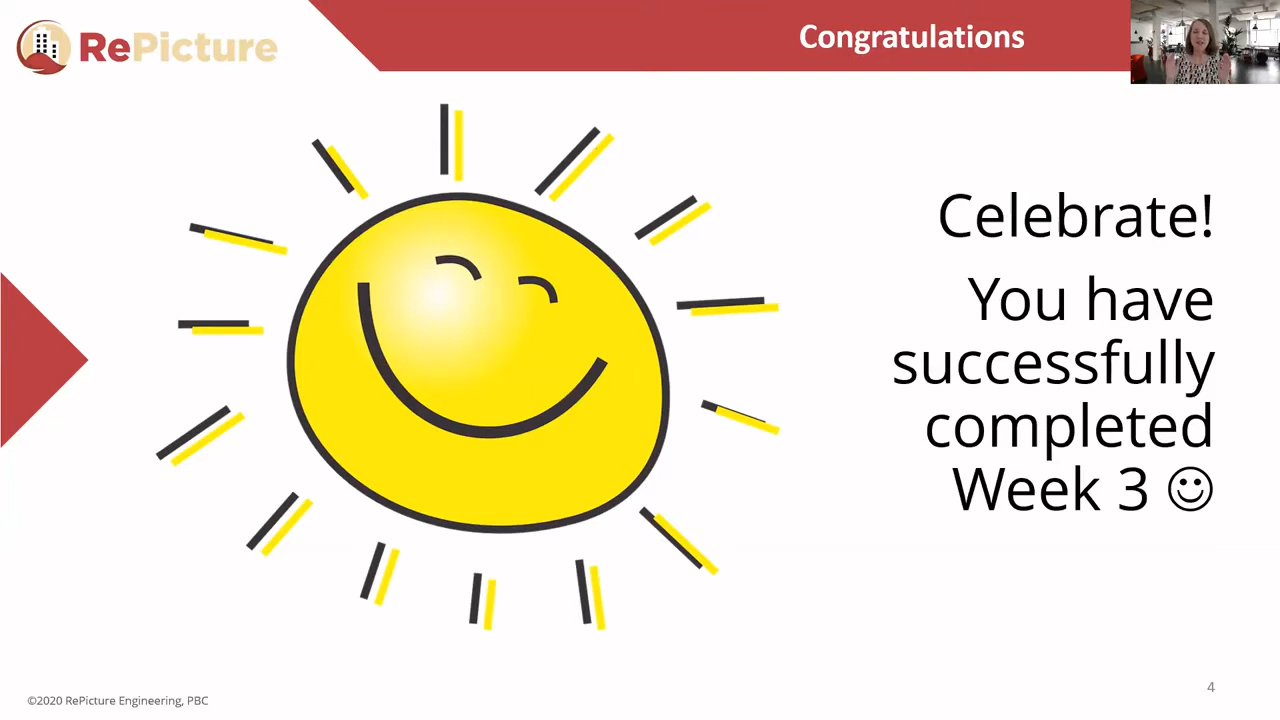 RePicture
Congratulations
Celebrate!
You have
successfully
completed
Week 3 ☺
©2020 RePicture Engineering, PBC
4